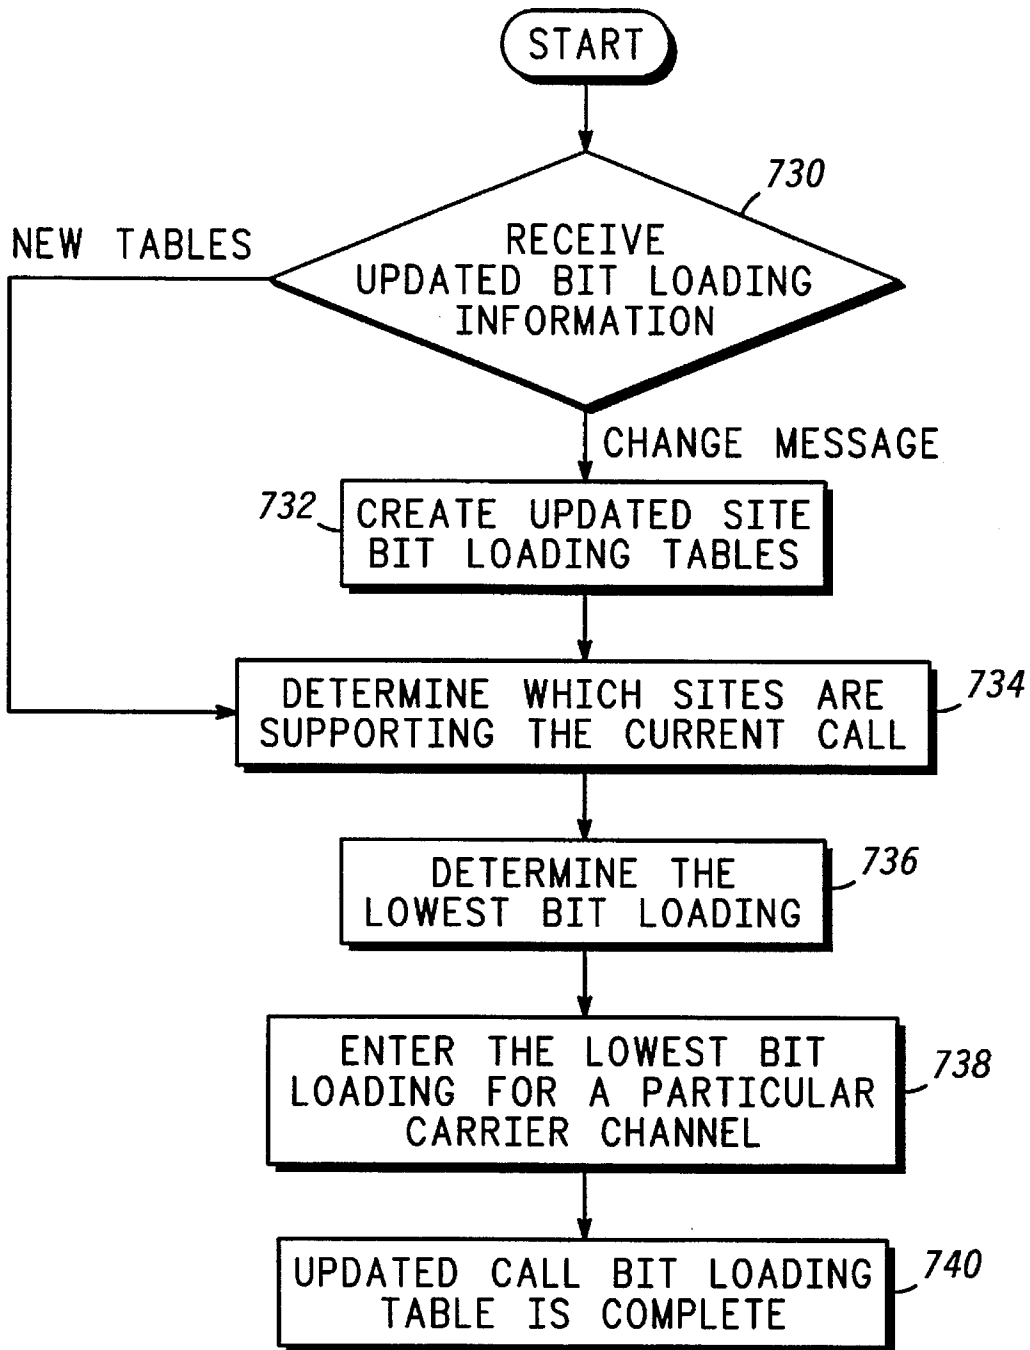 START
730
NEW TABLES
RECEIVE
UPDATED BIT LOADING
INFORMATION
CHANGE MESSAGE
732
CREATE UPDATED SITE
BIT LOADING TABLES
734
DETERMINE WHICH SITES ARE
SUPPORTING THE CURRENT CALL
736
DETERMINE THE
LOWEST BIT LOADING
738
ENTER THE LOWEST BIT
LOADING FOR A PARTICULAR
CARRIER CHANNEL
740
UPDATED CALL BIT LOADING
TABLE IS COMPLETE